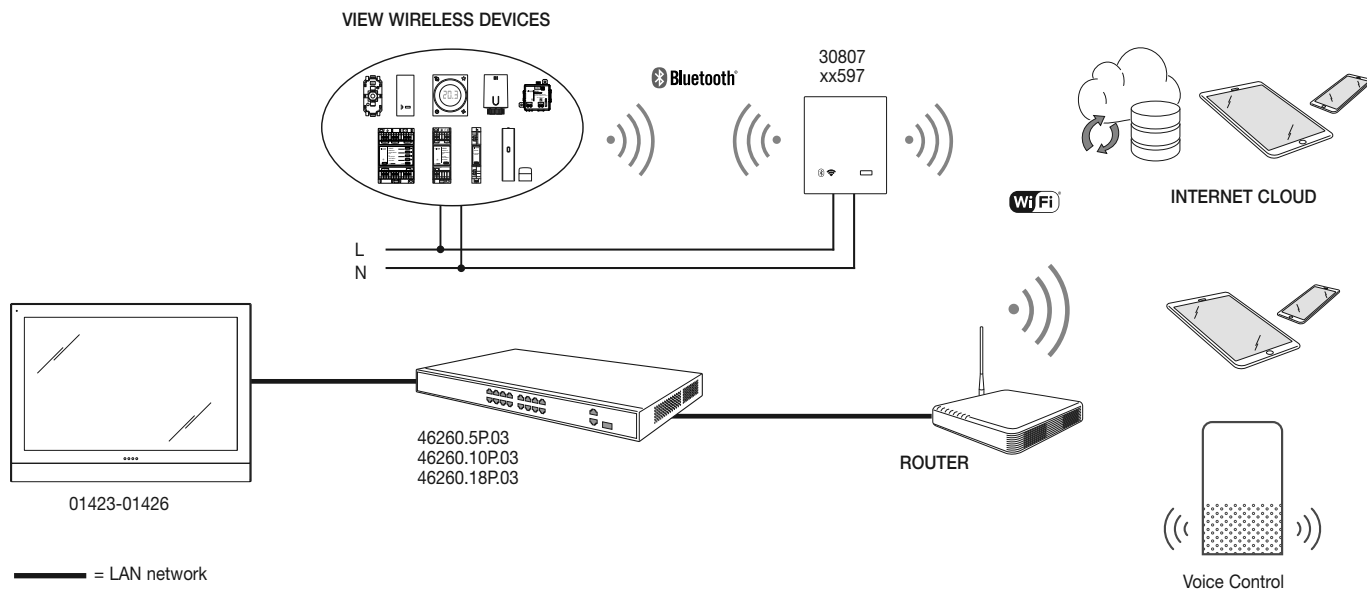 VIEW WIRELESS DEVICES
20.3
Bluetooth®
30807
xx597
WiFi
INTERNET CLOUD
L
N
46260.5P.03
46260.10P.03
46260.18P.03
ROUTER
01423-01426
= LAN network
Voice Control